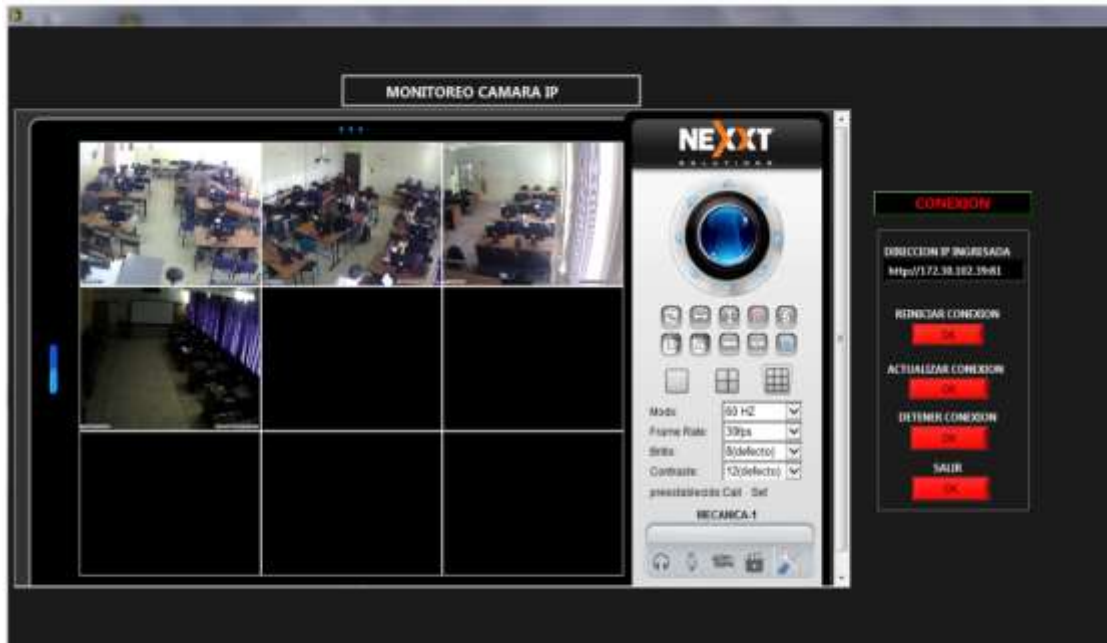 MONITOREO CAMARA IP
NEXXT
SOLUTIONS
Modo:
60 HZ
Frame Rate:
30fps
Brillo:
8(defecto)
Contraste:
12(defecto)
preestablecido Call Set
MECANICA-1
CONEXION
DIRECCION IP INGRESADA
http://172.30.102.39:81
REINICIAR CONEXION
OK
ACTUALIZAR CONEXION
OK
DETENER CONEXION
OK
SALIR
OK